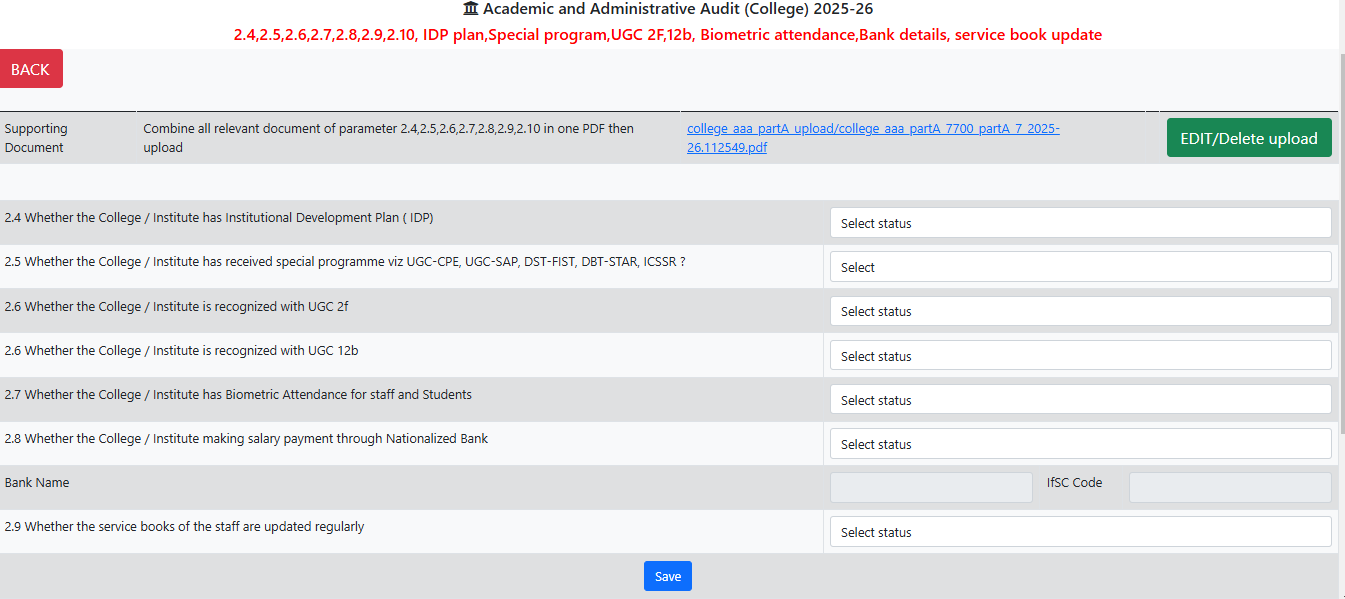 Academic and Administrative Audit (College) 2025-26
2.4,2.5,2.6,2.7,2.8,2.9,2.10, IDP plan,Special program,UGC 2F,12b, Biometric attendance,Bank details, service book update
BACK
Supporting Document
Combine all relevant document of parameter 2.4,2.5,2.6,2.7,2.8,2.9,2.10 in one PDF then
upload
college_aaa_partA_upload/college_aaa_partA_7700_partA_7_2025-
26.112549.pdf
EDIT/Delete upload
2.4 Whether the College / Institute has Institutional Development Plan ( IDP)
Select status
2.5 Whether the College / Institute has received special programme viz UGC-CPE, UGC-SAP, DST-FIST, DBT-STAR, ICSSR ?
Select
2.6 Whether the College / Institute is recognized with UGC 2f
Select status
2.6 Whether the College / Institute is recognized with UGC 12b
Select status
2.7 Whether the College / Institute has Biometric Attendance for staff and Students
Select status
2.8 Whether the College / Institute making salary payment through Nationalized Bank
Select status
Bank Name
IfSC Code
2.9 Whether the service books of the staff are updated regularly
Select status
Save